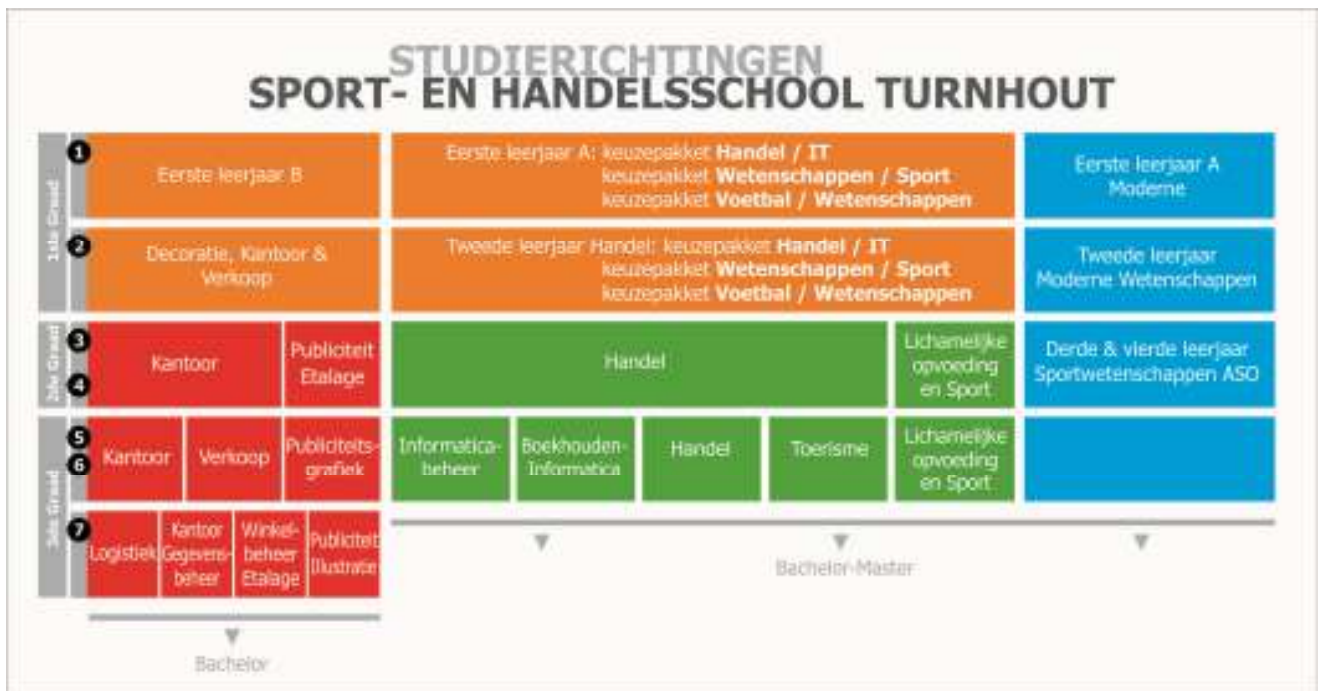 STUDIERICHTINGEN
SPORT- EN HANDELSSCHOOL TURNHOUT
1ste Graad
1
Eerste leerjaar B
Eerste leerjaar A: keuzepakket Handel / IT
keuzepakket Wetenschappen / Sport
keuzepakket Voetbal / Wetenschappen
Eerste leerjaar A
Moderne
2
Decoratie, Kantoor &
Verkoop
Tweede leerjaar Handel: keuzepakket Handel / IT
keuzepakket Wetenschappen / Sport
keuzepakket Voetbal / Wetenschappen
Tweede leerjaar
Moderne Wetenschappen
2de Graad
3
4
Kantoor
Publiciteit
Etalage
Handel
Lichamelijke
opvoeding
en Sport
Derde & vierde leerjaar
Sportwetenschappen ASO
3de Graad
5
6
Kantoor
Verkoop
Publiciteits-
grafiek
Informatica-
beheer
Boekhouden-
Informatica
Handel
Toerisme
Lichamelijke
opvoeding
en Sport
7
Logistiek
Kantoor
Gegevens-
beheer
Winkel-
beheer
Etalage
Publiciteit
Illustratie
Bachelor-Master
Bachelor